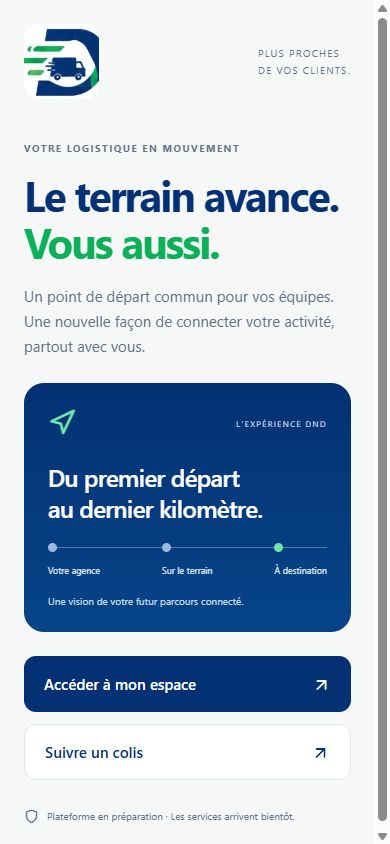 PLUS PROCHES
DE VOS CLIENTS.
VOTRE LOGISTIQUE EN MOUVEMENT
Le terrain avance.
Vous aussi.
Un point de départ commun pour vos équipes.
Une nouvelle façon de connecter votre activité,
partout avec vous.
L'EXPÉRIENCE DND
Du premier départ
au dernier kilomètre.
Votre agence
Sur le terrain
À destination
Une vision de votre futur parcours connecté.
Accéder à mon espace
Suivre un colis
Plateforme en préparation · Les services arrivent bientôt.